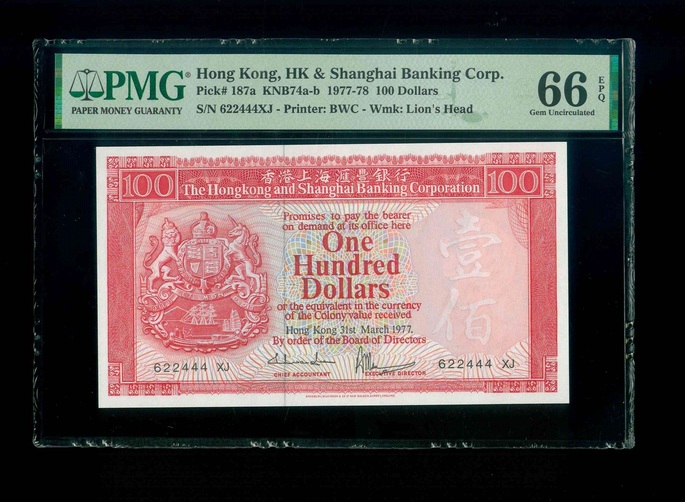 PMG
PAPER MONEY GUARANTY
Hong Kong, HK & Shanghai Banking Corp.
Pick# 187a KNB74a-b 1977-78 100 Dollars
S/N 622444XJ - Printer: BWC - Wmk: Lion's Head
66 EPQ
Gem Uncirculated
100 香港上海滙豐銀行 100
The Hongkong and Shanghai Banking Corporation
Promises to pay the bearer
on demand at its office here
One
Hundred
Dollars
or the equivalent in the currency
of the Colony value received
Hong Kong 31st March 1977.
By order of the Board of Directors
壹佰
622444 XJ
CHIEF ACCOUNTANT
EXECUTIVE DIRECTOR
622444 XJ